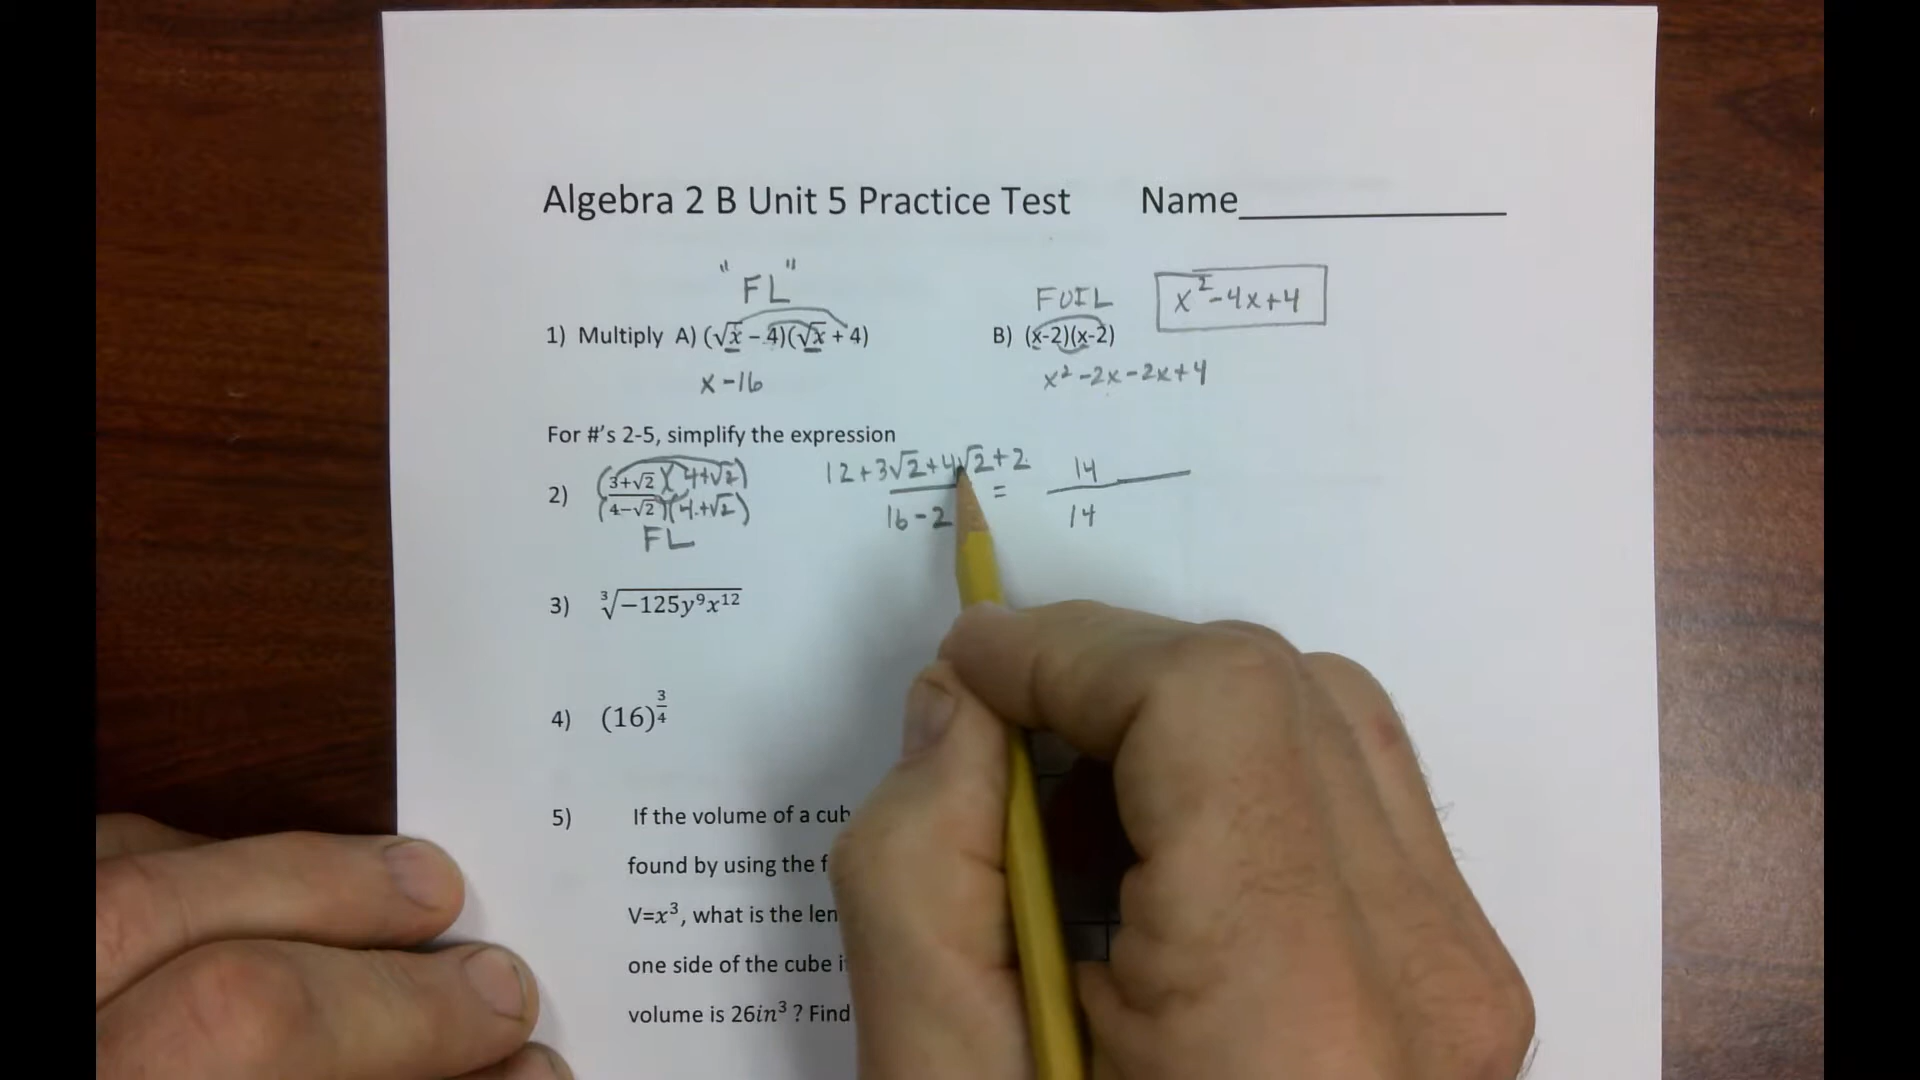 Algebra 2 B Unit 5 Practice Test Name_______________
"FL"
FOIL x²-4x+4
1) Multiply A) (√x − 4)(√x + 4) B) (x-2)(x-2)
x -16 x² -2x -2x +4
For #'s 2-5, simplify the expression
2) (3+√2)(4+√2) / (4−√2)(4+√2) 12+3√2+4√2+2 / 16-2 = 14 / 14
FL
3) ∛(−125y⁹x¹²)
4) (16)^(3/4)
5) If the volume of a cub
found by using the f
V=x³, what is the len
one side of the cube i
volume is 26in³ ? Find